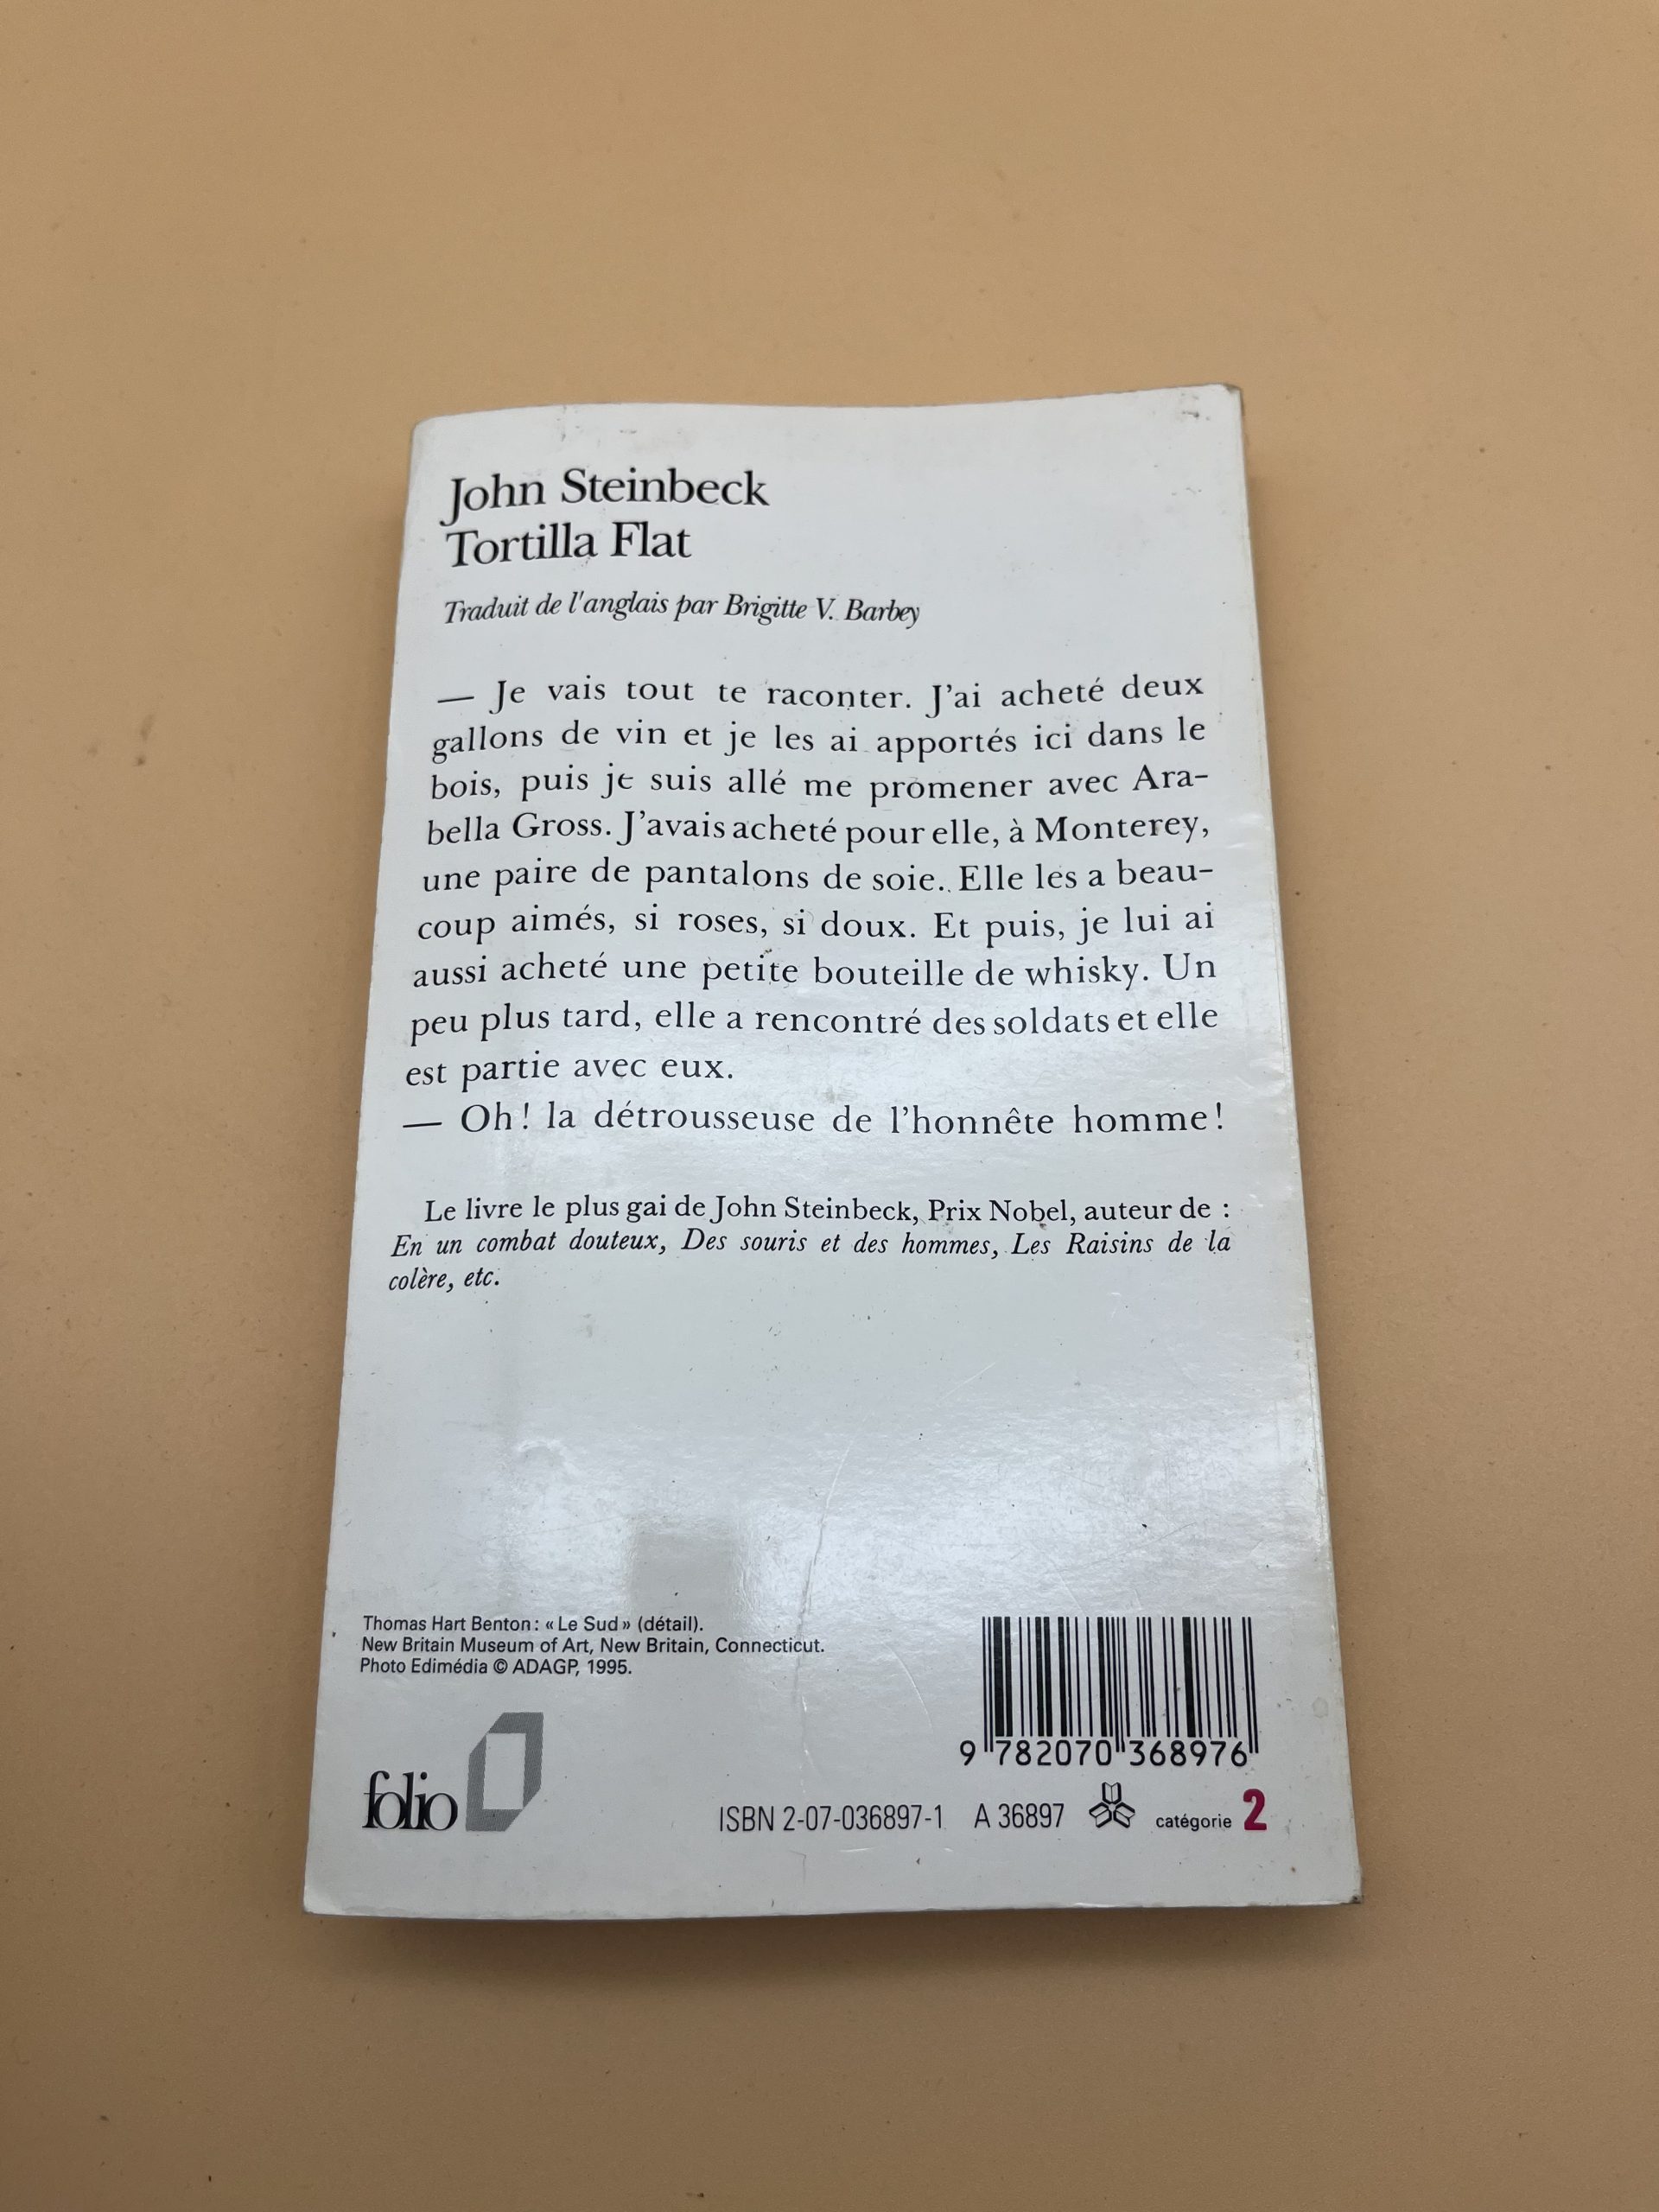 John Steinbeck
Tortilla Flat
Traduit de l'anglais par Brigitte V. Barbey
— Je vais tout te raconter. J'ai acheté deux
gallons de vin et je les ai apportés ici dans le
bois, puis je suis allé me promener avec Ara-
bella Gross. J'avais acheté pour elle, à Monterey,
une paire de pantalons de soie. Elle les a beau-
coup aimés, si roses, si doux. Et puis, je lui ai
aussi acheté une petite bouteille de whisky. Un
peu plus tard, elle a rencontré des soldats et elle
est partie avec eux.
— Oh! la détrousseuse de l'honnête homme!
Le livre le plus gai de John Steinbeck, Prix Nobel, auteur de :
En un combat douteux, Des souris et des hommes, Les Raisins de la
colère, etc.
Thomas Hart Benton : « Le Sud » (détail).
New Britain Museum of Art, New Britain, Connecticut.
Photo Edimédia © ADAGP, 1995.
9 782070 368976
folio
ISBN 2-07-036897-1 A 36897 catégorie 2